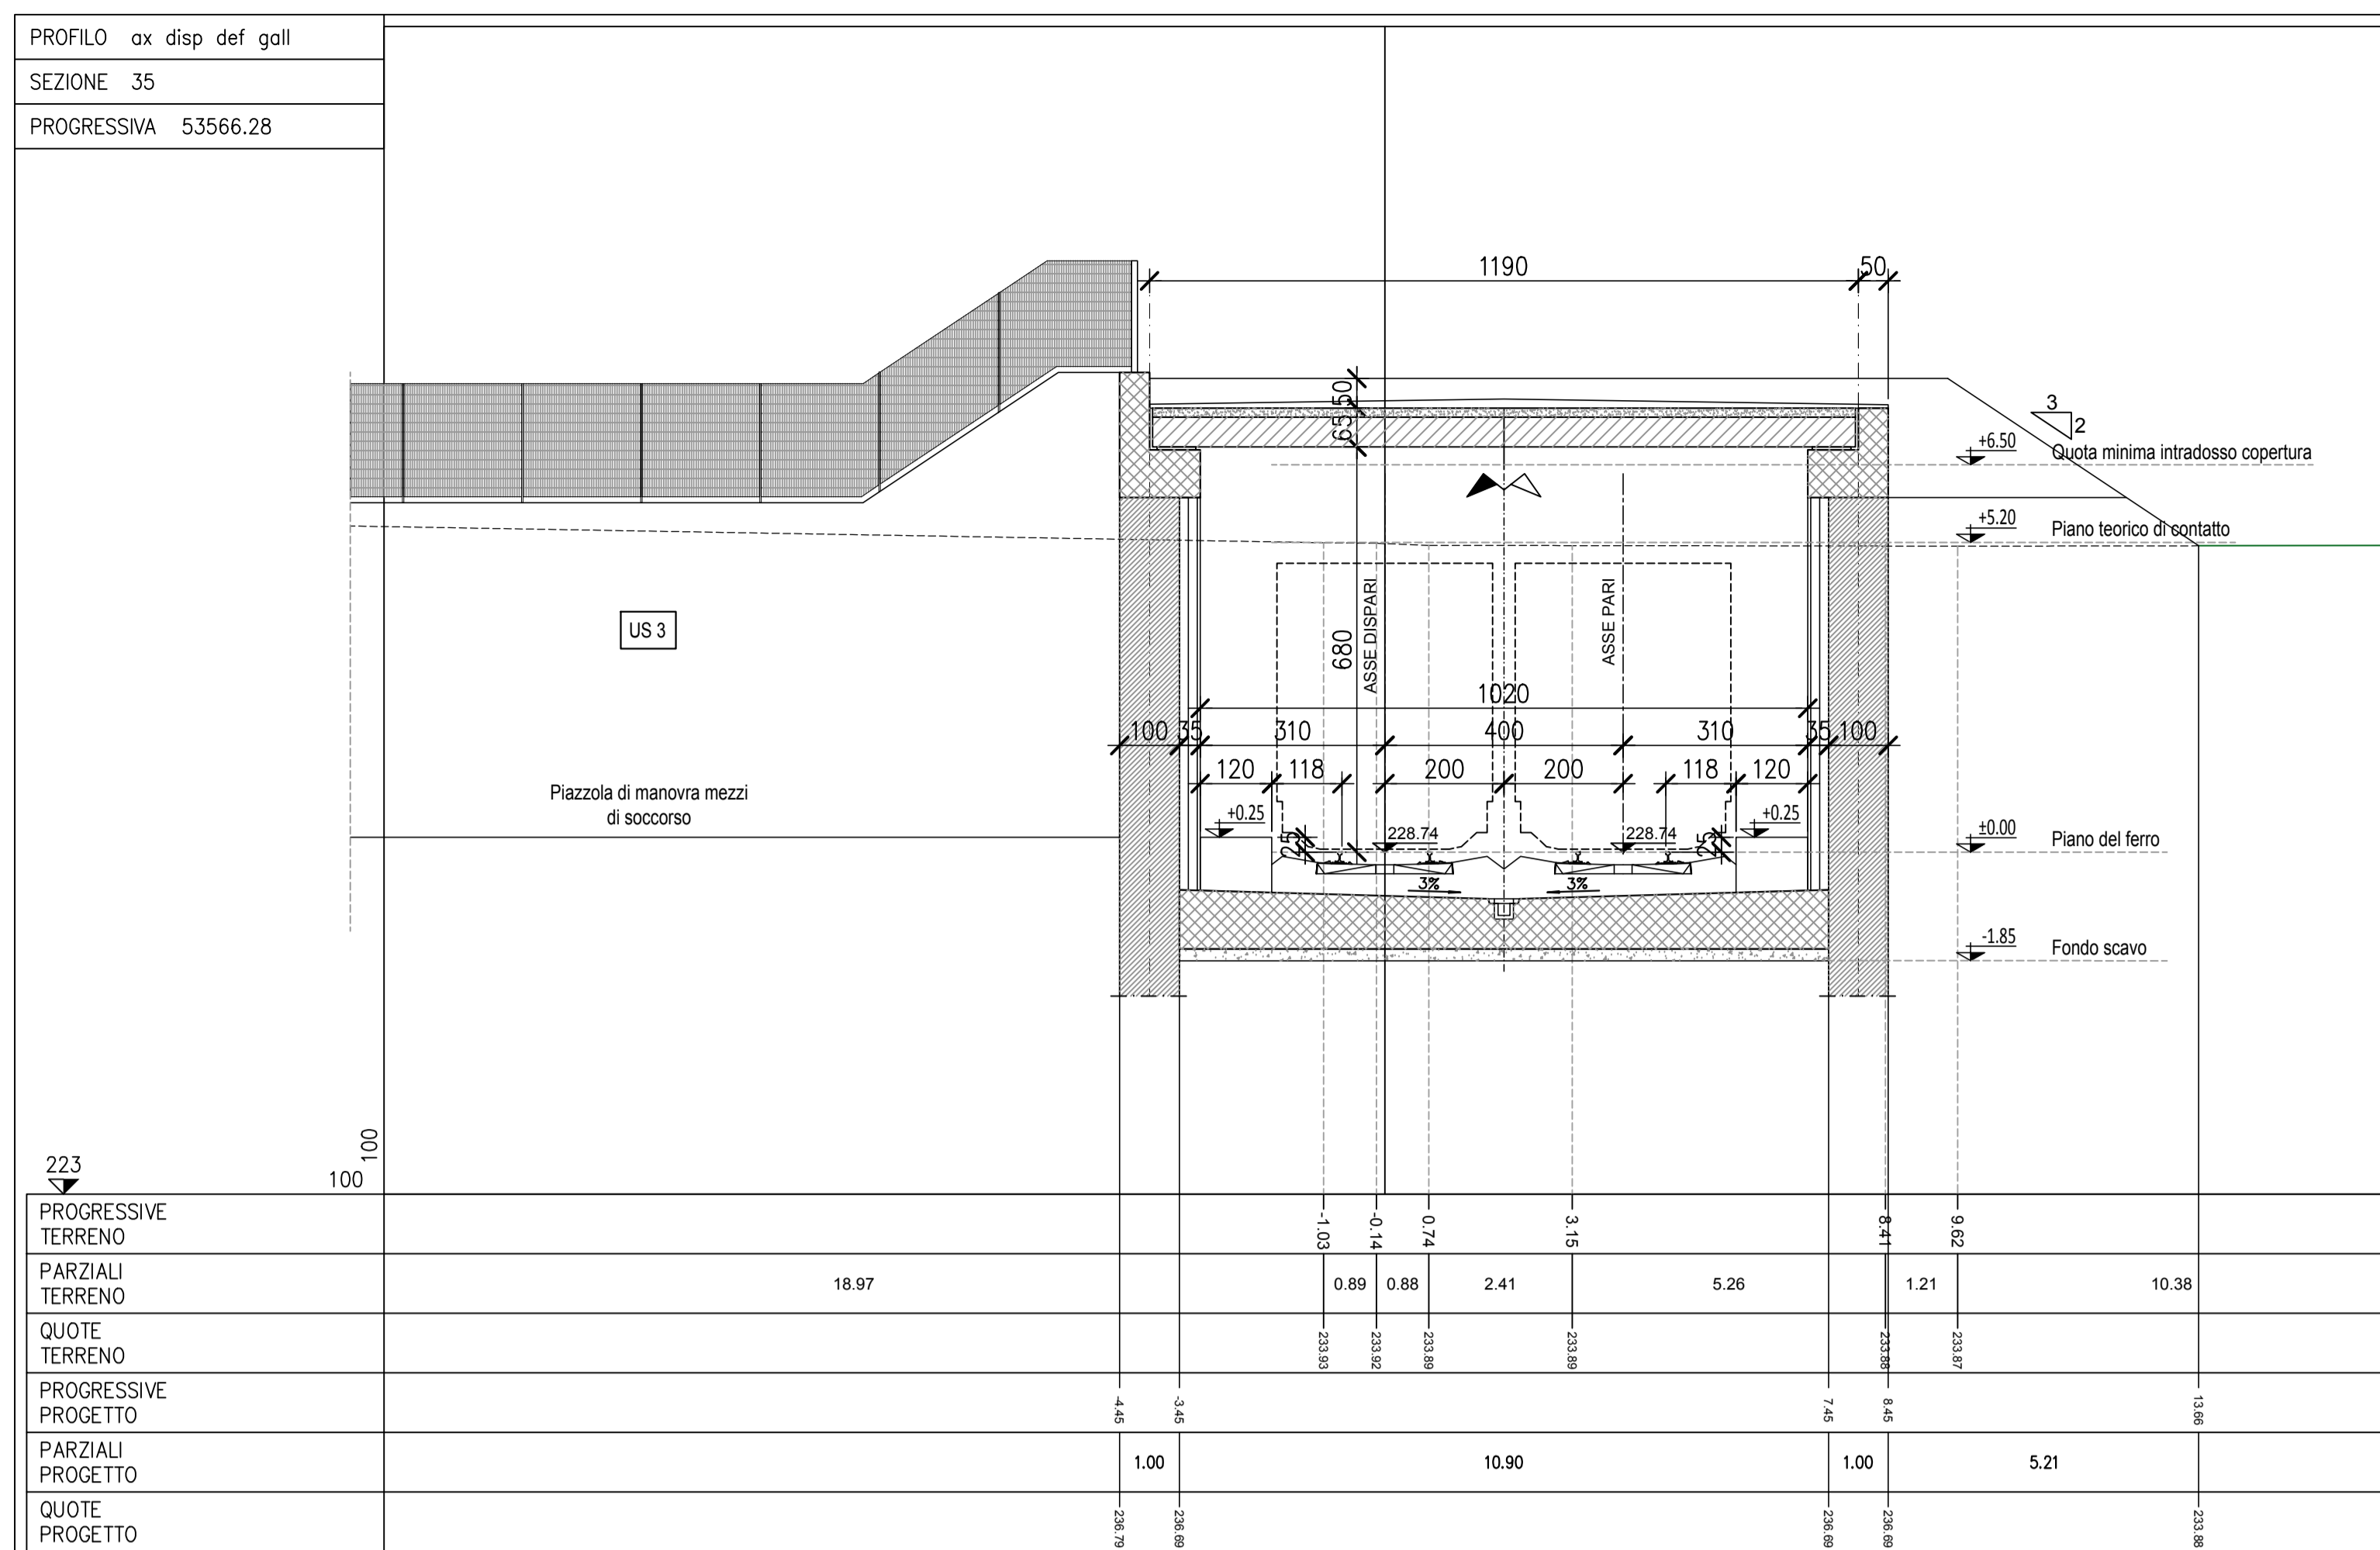 PROFILO ax disp def gall
SEZIONE 35
PROGRESSIVA 53566.28
1190
50
50
65
3
2
+6.50
Quota minima intradosso copertura
+5.20
Piano teorico di contatto
US 3
680
ASSE DISPARI
ASSE PARI
1020
100 35 310 400 310 35 100
120 118 200 200 118 120
Piazzola di manovra mezzi
di soccorso
+0.25
25
228.74
228.74
25
+0.25
±0.00
Piano del ferro
3%
3%
-1.85
Fondo scavo
100
100
223
PROGRESSIVE
TERRENO
-1.03 -0.14 0.74 3.15 8.41 9.62
PARZIALI
TERRENO
18.97 0.89 0.88 2.41 5.26 1.21 10.38
QUOTE
TERRENO
233.93 233.92 233.89 233.89 233.88 233.87
PROGRESSIVE
PROGETTO
-4.45 -3.45 7.45 8.45 13.66
PARZIALI
PROGETTO
1.00 10.90 1.00 5.21
QUOTE
PROGETTO
236.79 236.69 236.69 236.69 233.88